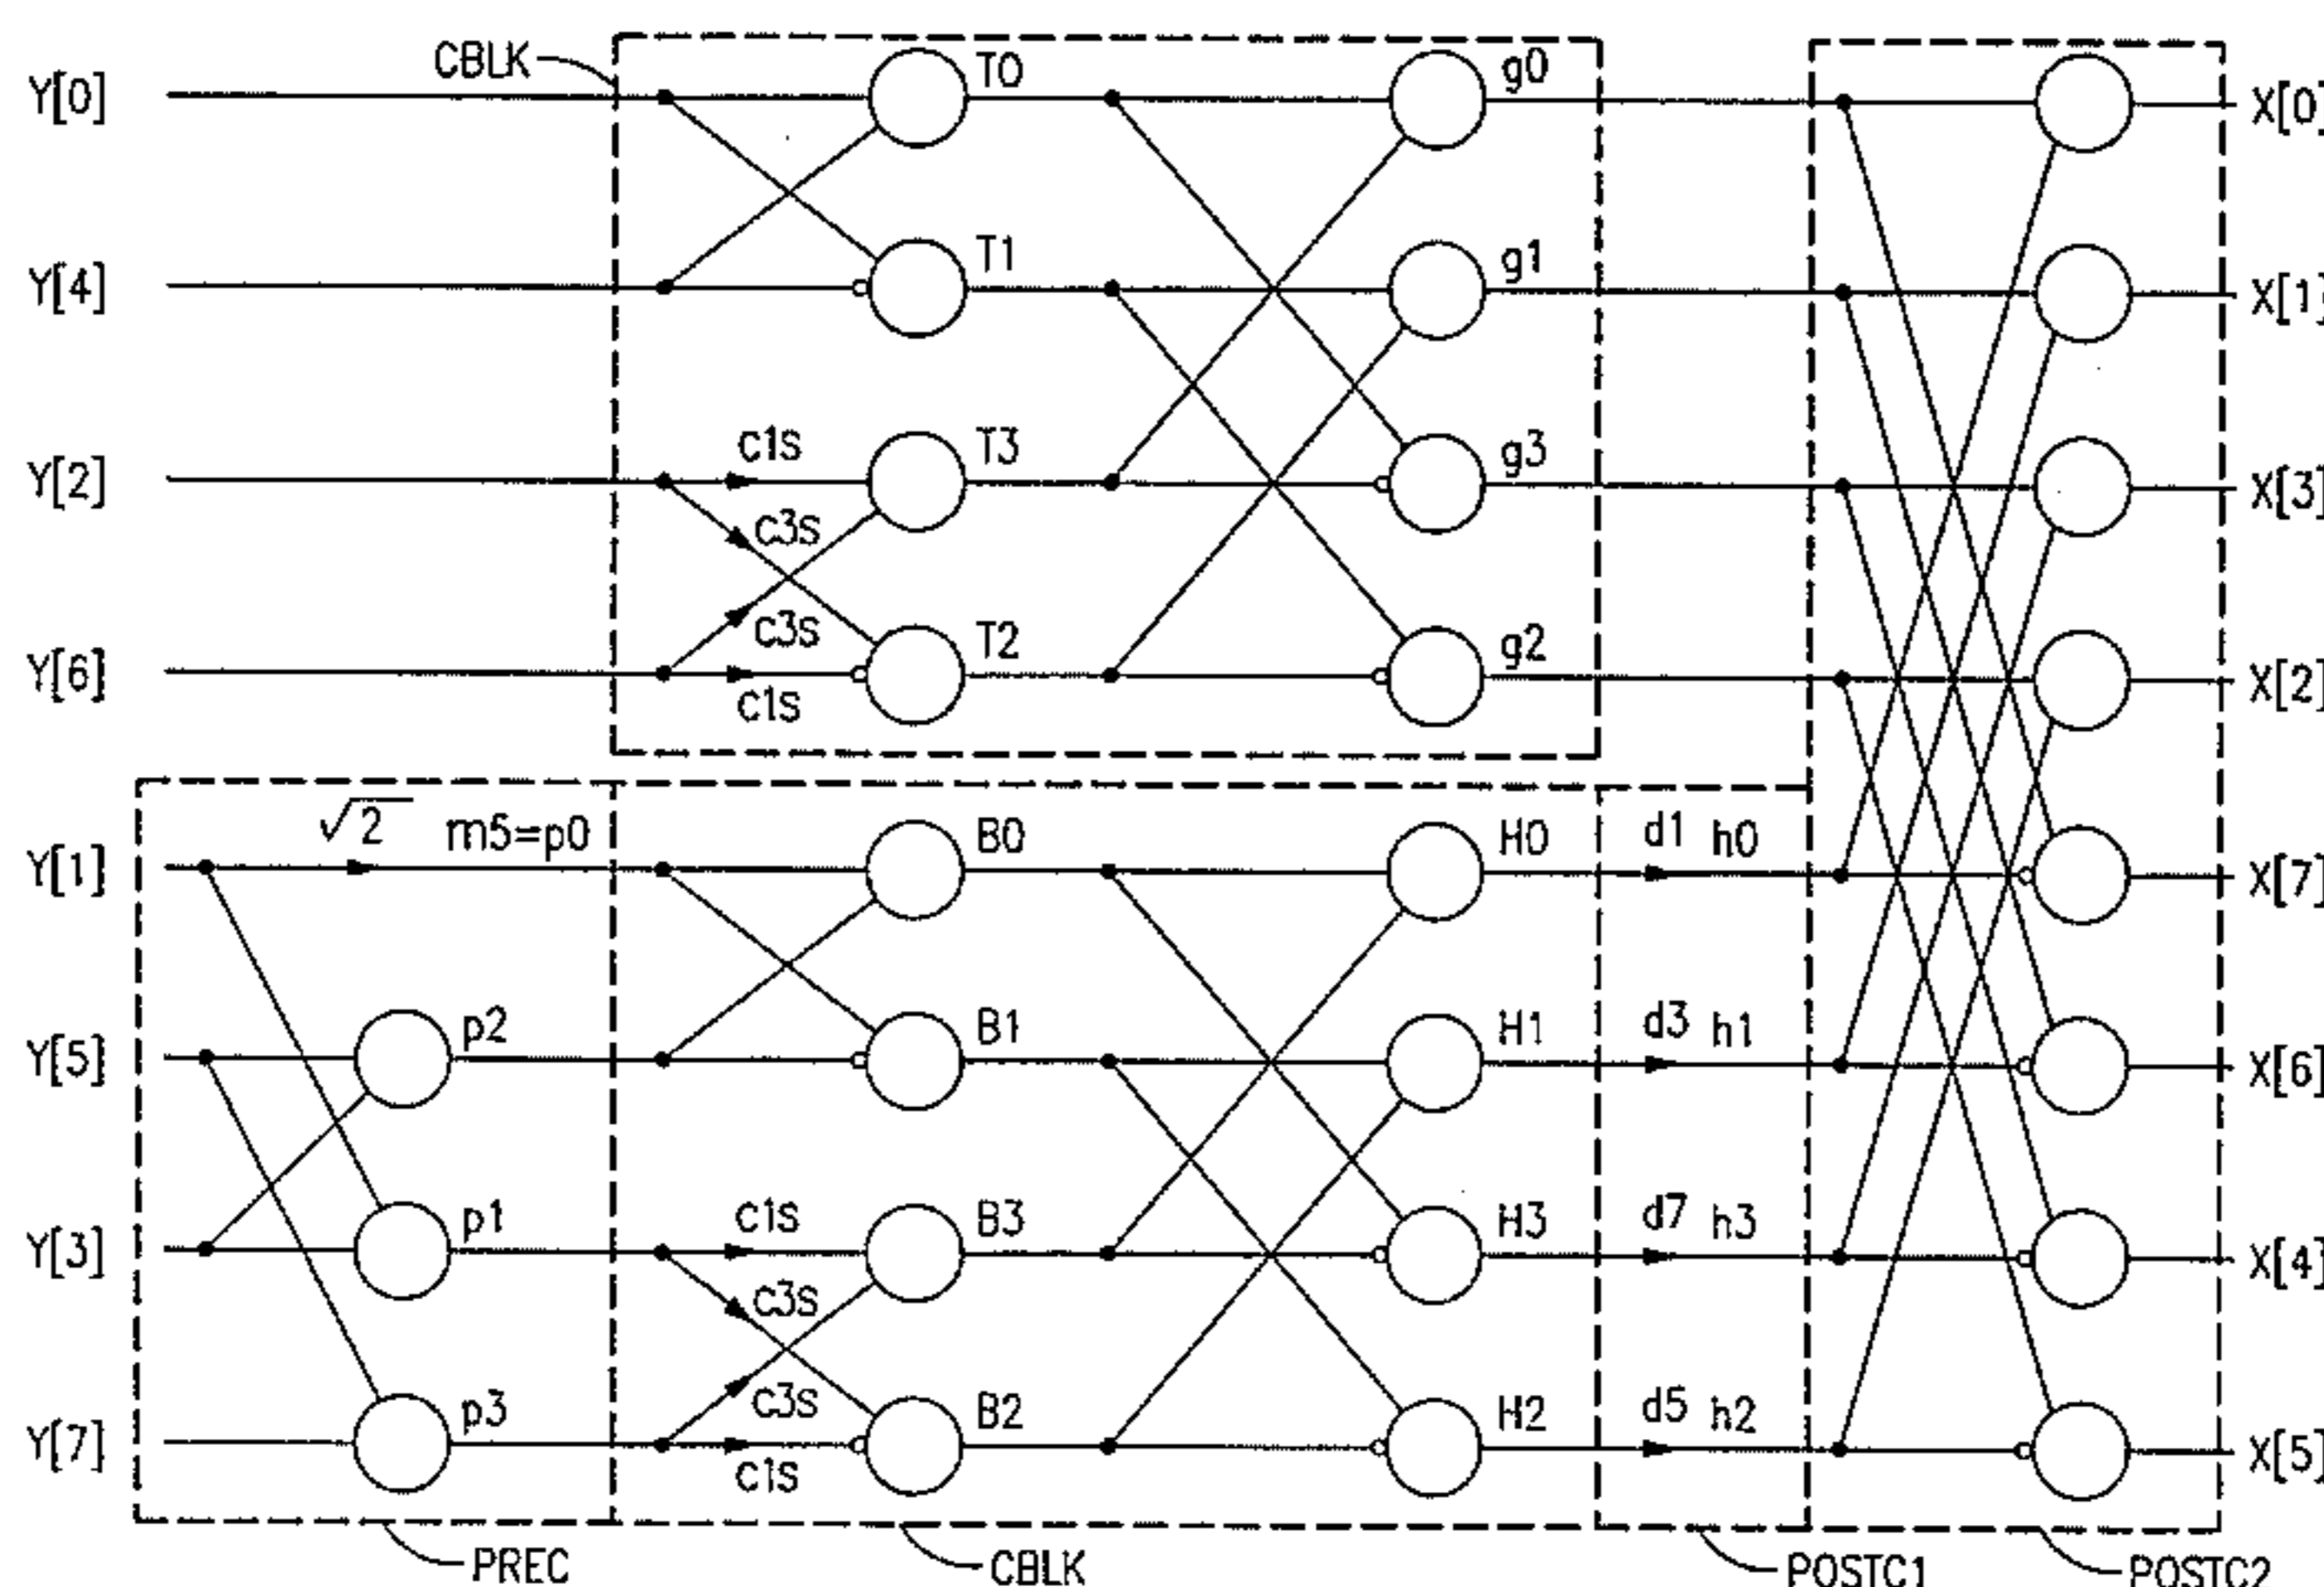 CBLK
Y[0] T0 g0 X[0]
Y[4] T1 g1 X[1]
Y[2] c1s T3 g3 X[3]
c3s
c3s
Y[6] c1s T2 g2 X[2]
Y[1] √2 m5=p0 B0 H0 d1 h0 X[7]
Y[5] p2 B1 H1 d3 h1 X[6]
Y[3] p1 c1s B3 H3 d7 h3 X[4]
c3s
c3s
Y[7] p3 c1s B2 H2 d5 h2 X[5]
PREC CBLK POSTC1 POSTC2